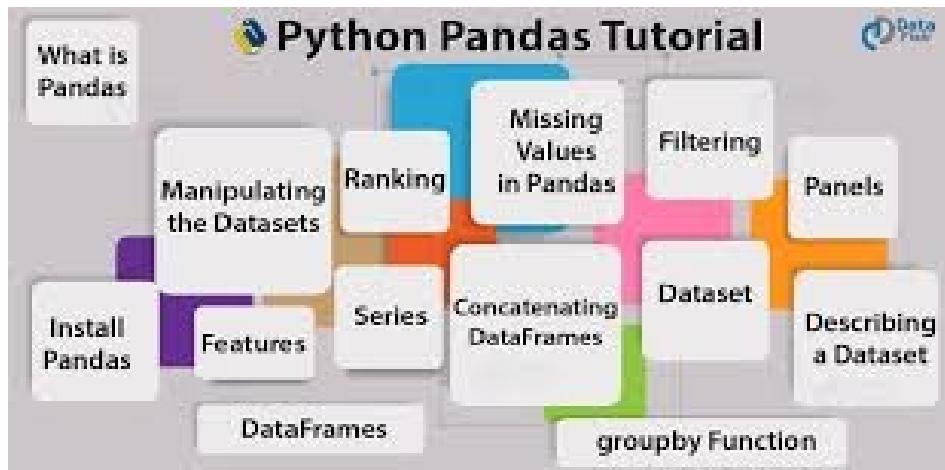 Python Pandas Tutorial
Data
Flair
What is
Pandas
Manipulating
the Datasets
Ranking
Missing
Values
in Pandas
Filtering
Panels
Install
Pandas
Features
Series
Concatenating
DataFrames
Dataset
Describing
a Dataset
DataFrames
groupby Function